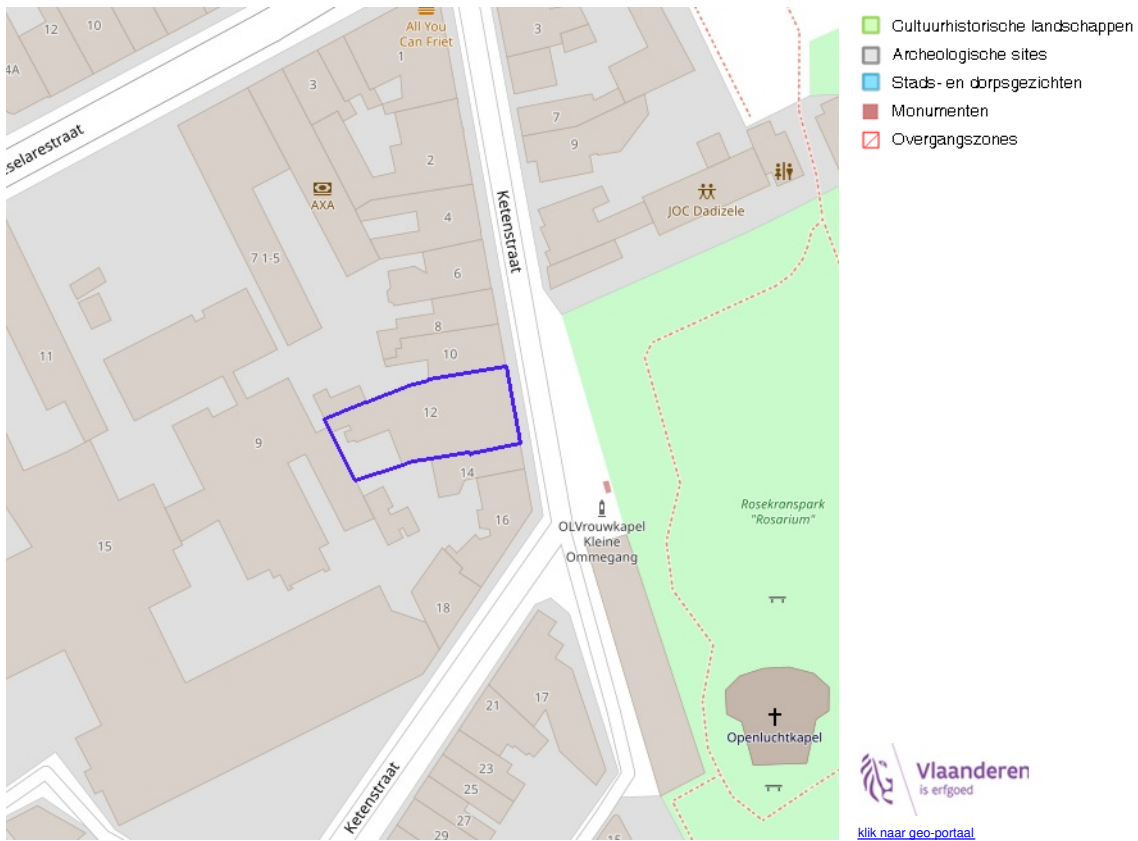 12
10
All You
Can Friet
3
Cultuurhistorische landschappen
Archeologische sites
Stads- en dorpsgezichten
Monumenten
Overgangszones
4A
1
3
7
9
selarestraat
2
AXA
JOC Dadizele
4
Ketenstraat
7 1-5
6
8
11
10
12
9
14
Rosekranspark
"Rosarium"
16
OLVrouwkapel
Kleine
Ommegang
15
18
17
21
Openluchtkapel
23
25
Ketenstraat
27
29
15
Vlaanderen
is erfgoed
klik naar geo-portaal